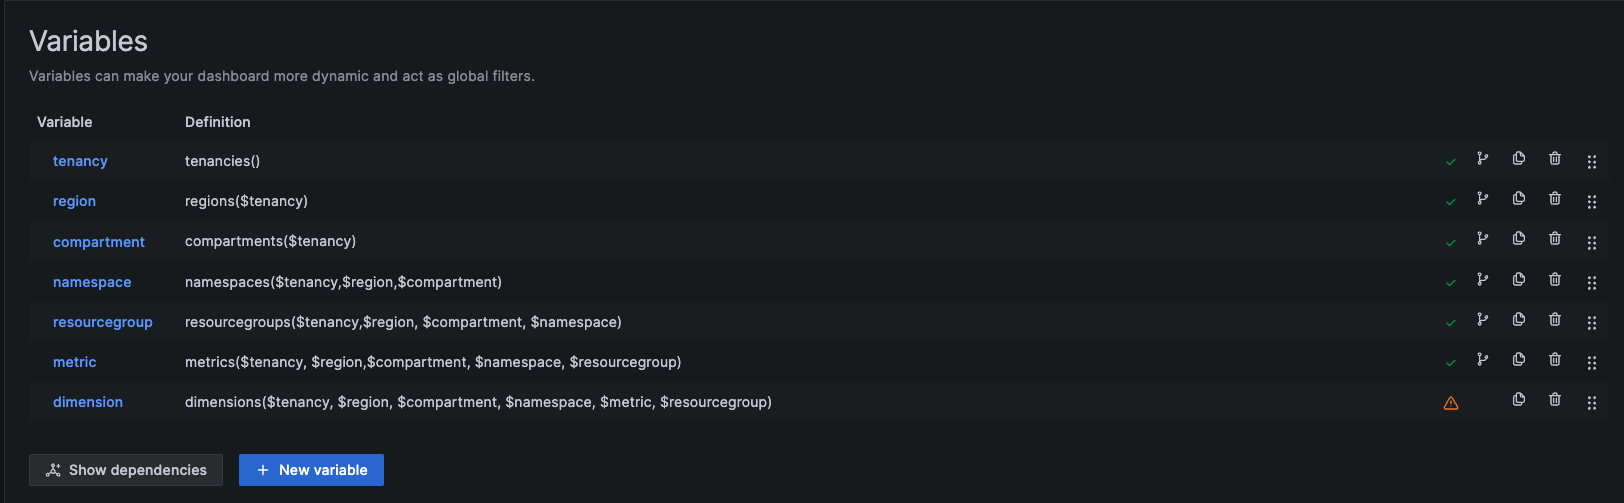 Variables
Variables can make your dashboard more dynamic and act as global filters.
Variable Definition
tenancy tenancies()
region regions($tenancy)
compartment compartments($tenancy)
namespace namespaces($tenancy,$region,$compartment)
resourcegroup resourcegroups($tenancy,$region, $compartment, $namespace)
metric metrics($tenancy, $region,$compartment, $namespace, $resourcegroup)
dimension dimensions($tenancy, $region, $compartment, $namespace, $metric, $resourcegroup)
Show dependencies + New variable